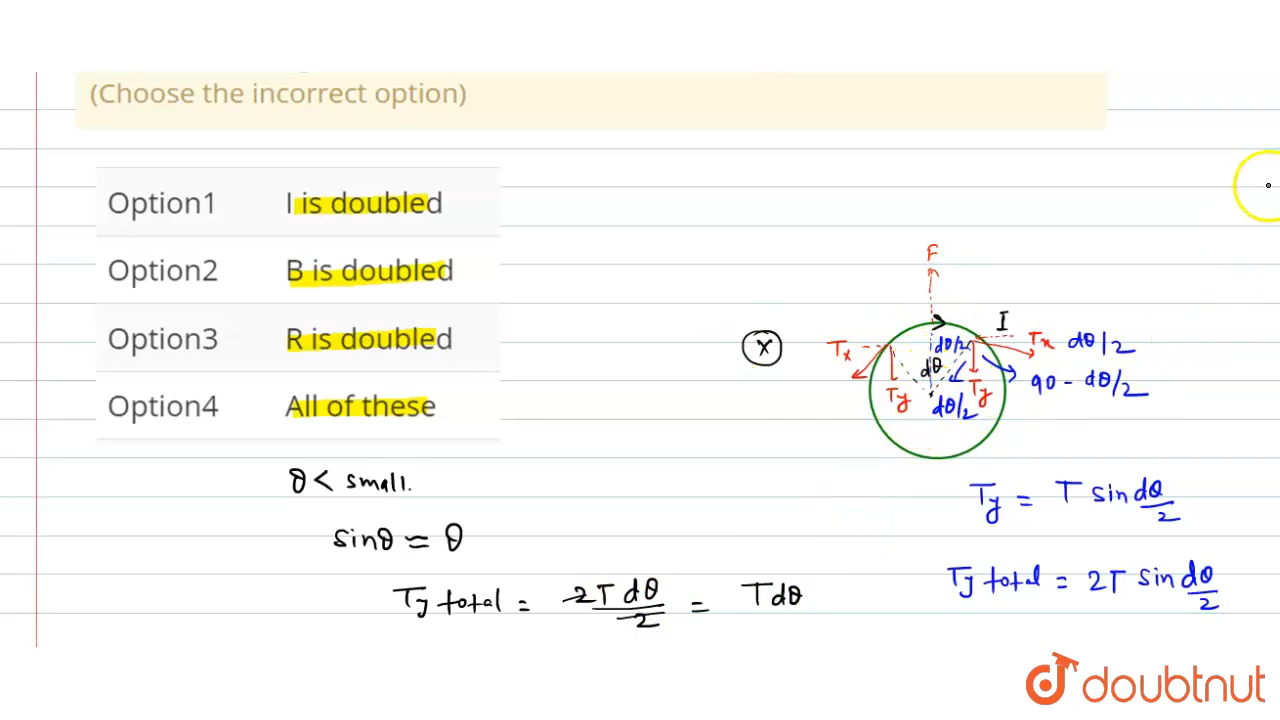 (Choose the incorrect option)
Option1 I is doubled
Option2 B is doubled
Option3 R is doubled
Option4 All of these
F
I
x
Tx dθ/2 Tx dθ/2
dθ
90 - dθ/2
Ty dθ/2 Ty
θ < small.
Ty = T sin dθ/2
sinθ ≈ θ
Ty total = 2T sin dθ/2
Ty total = 2T dθ/2 = T dθ
doubtnut